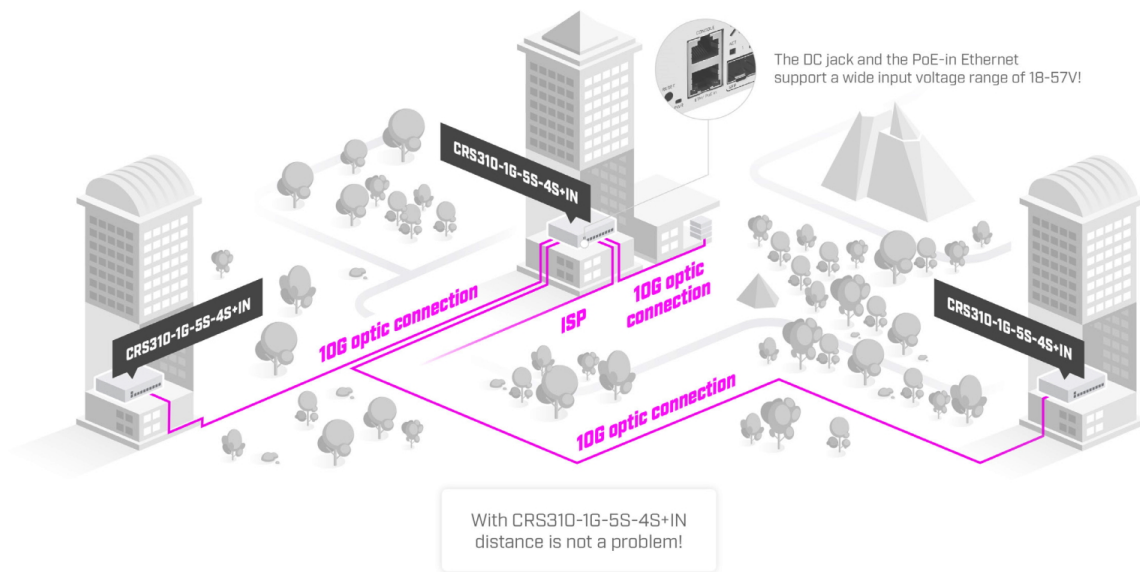 The DC jack and the PoE-in Ethernet
support a wide input voltage range of 18-57V!
CONSOLE
RESET
CRS310-1G-5S-4S+IN
CRS310-1G-5S-4S+IN
CRS310-1G-5S-4S+IN
10G optic connection
ISP
10G optic
connection
10G optic connection
With CRS310-1G-5S-4S+IN
distance is not a problem!